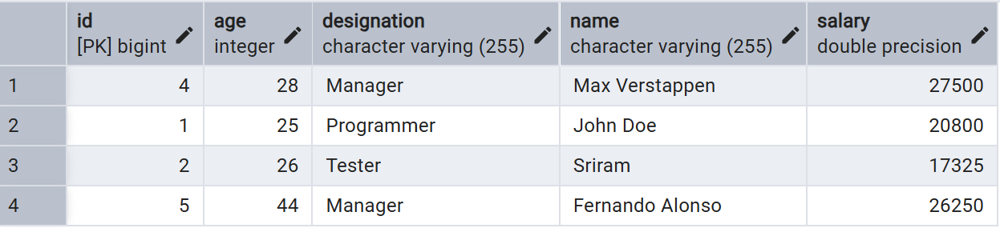 id age designation name salary
[PK] bigint integer character varying (255) character varying (255) double precision
1 4 28 Manager Max Verstappen 27500
2 1 25 Programmer John Doe 20800
3 2 26 Tester Sriram 17325
4 5 44 Manager Fernando Alonso 26250